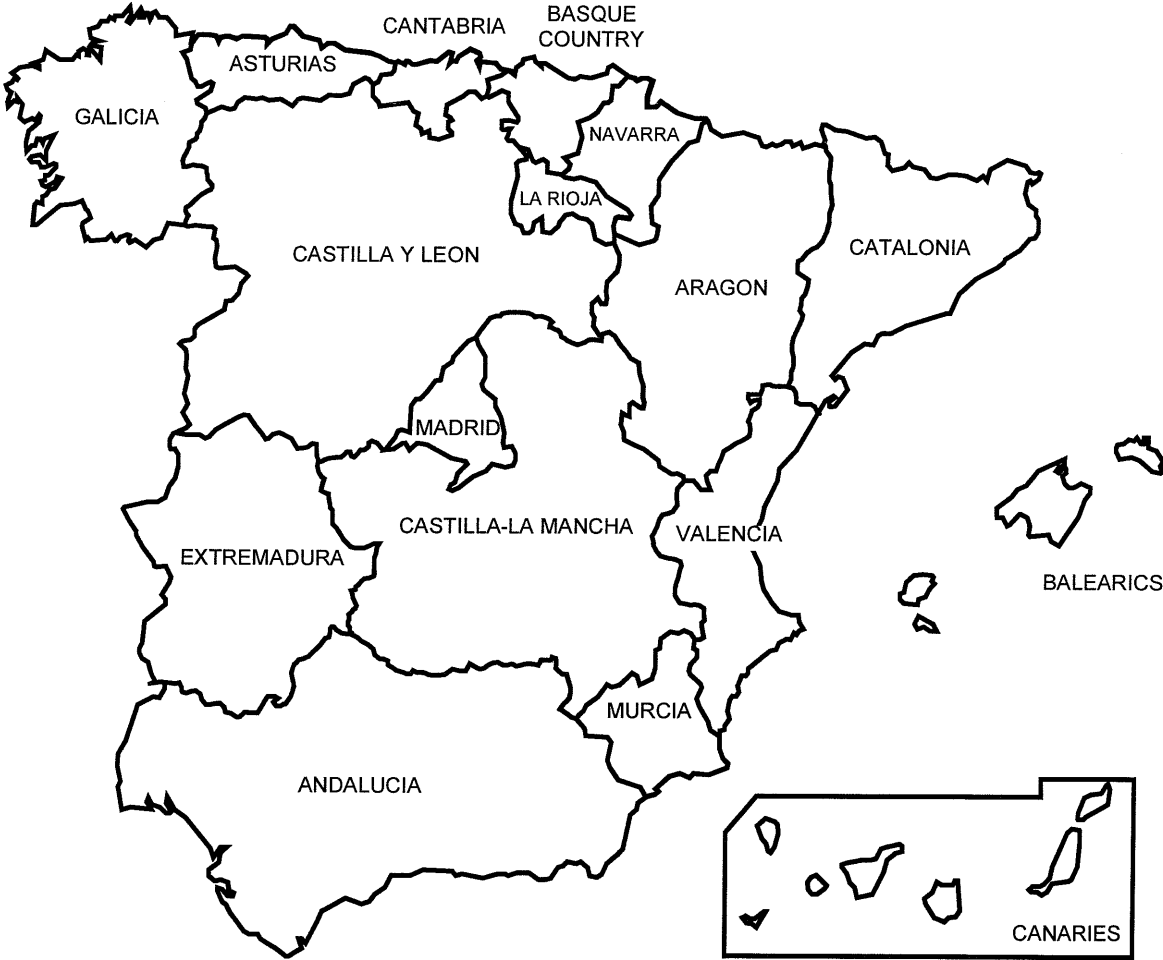 CANTABRIA
BASQUE
COUNTRY
ASTURIAS
GALICIA
NAVARRA
LA RIOJA
CASTILLA Y LEON
CATALONIA
ARAGON
MADRID
CASTILLA-LA MANCHA
VALENCIA
EXTREMADURA
BALEARICS
MURCIA
ANDALUCIA
CANARIES